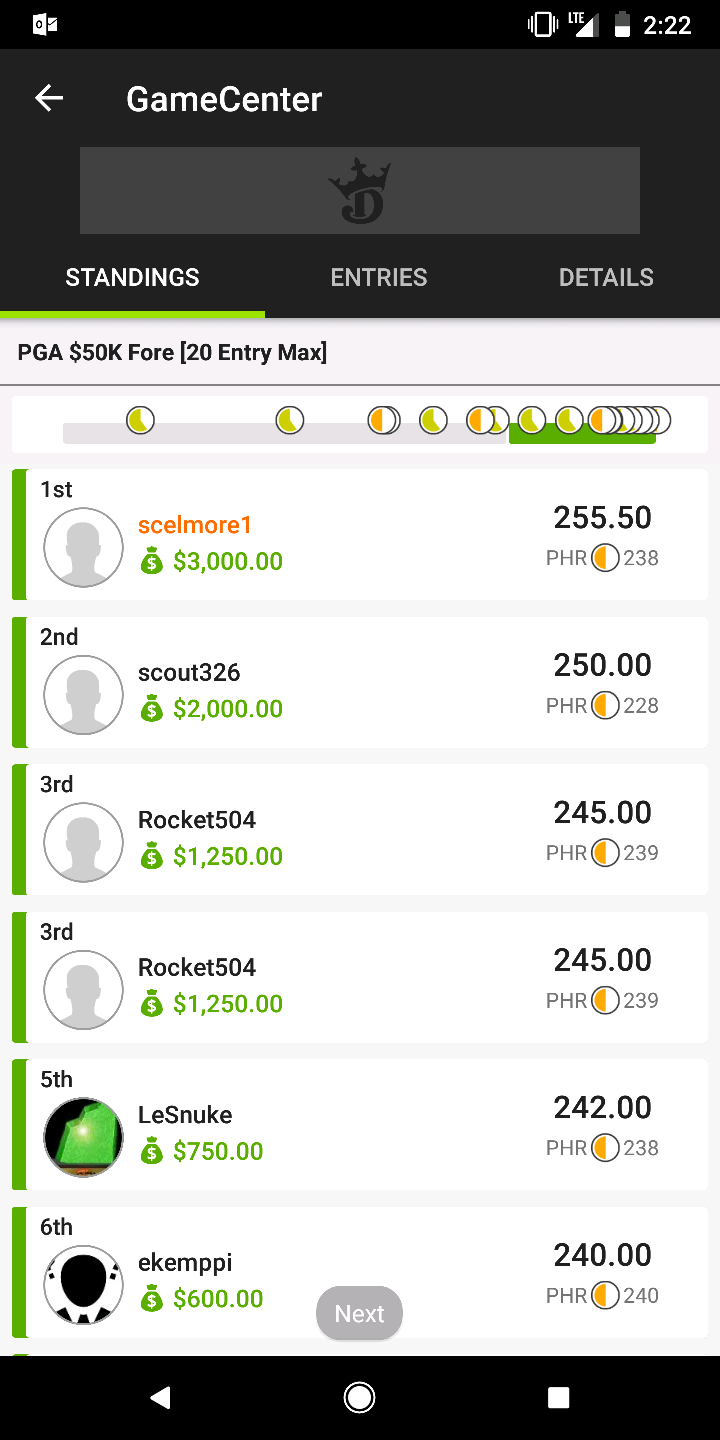 LTE 2:22
GameCenter
STANDINGS ENTRIES DETAILS
PGA $50K Fore [20 Entry Max]
1st
scelmore1
$3,000.00
255.50
PHR 238
2nd
scout326
$2,000.00
250.00
PHR 228
3rd
Rocket504
$1,250.00
245.00
PHR 239
3rd
Rocket504
$1,250.00
245.00
PHR 239
5th
LeSnuke
$750.00
242.00
PHR 238
6th
ekemppi
$600.00
240.00
PHR 240
Next